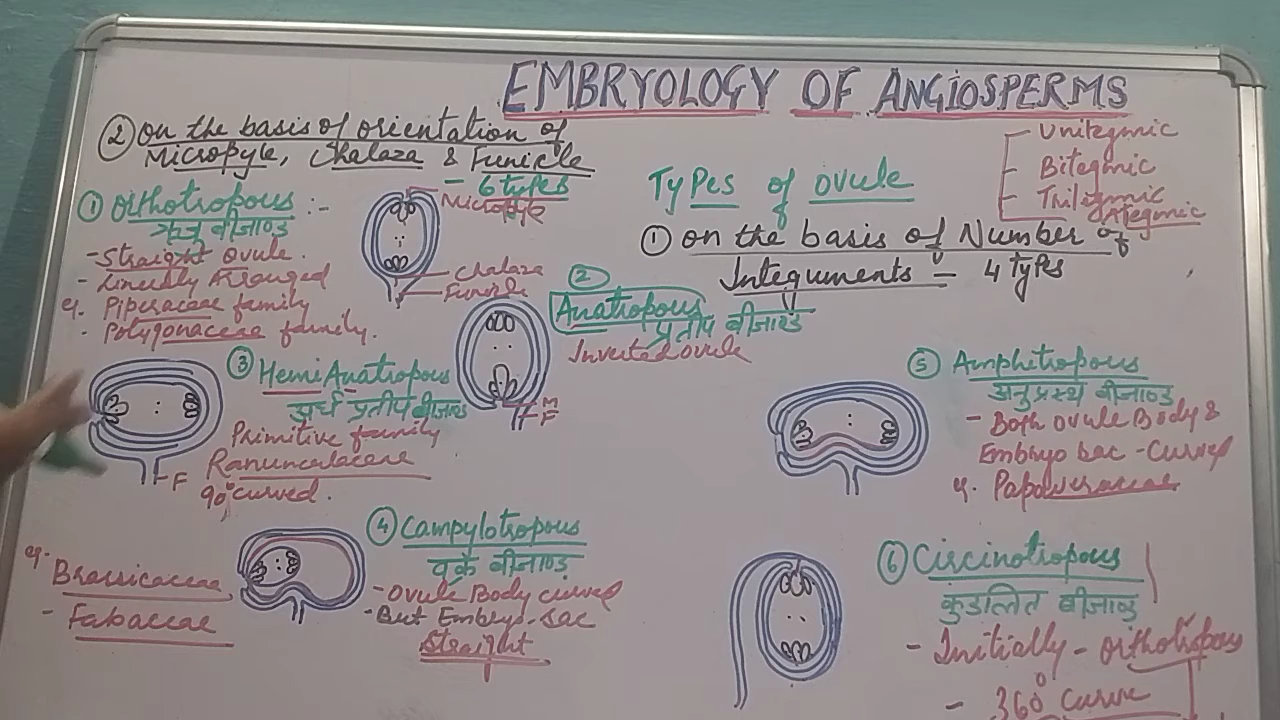 EMBRYOLOGY OF ANGIOSPERMS
Types of ovule
① on the basis of Number of
Integuments - 4 Types
Unitegmic
Bitegmic
Tritegmic
Ategmic
② on the basis of orientation of
Micropyle, Chalaza & Funicle
- 6 types
① Orthotropous :-
ऋजु बीजाण्ड
- Straight ovule.
- Linearly Arranged
eg. Piperaceae family
- Polygonaceae family.
Micropyle
Chalaza
Funicle
②
Anatropous
प्रतीप बीजाण्ड
Inverted ovule
M
F
③ Hemi Anatropous
अर्ध प्रतीप बीजाण्ड
Primitive family
Ranunculaceae
90° curved.
F
④ Campylotropous
वक्र बीजाण्ड
- Ovule Body curved
- But Embryo-sac
Straight
eg. Brassicaceae
- Fabaceae
⑤ Amphitropous
अनुप्रस्थ बीजाण्ड
- Both ovule Body &
Embryo sac - Curved
eg. Papaveraceae
⑥ Circinotropous
कुंडलित बीजाण्ड
- Initially - orthotropous
- 360° curve